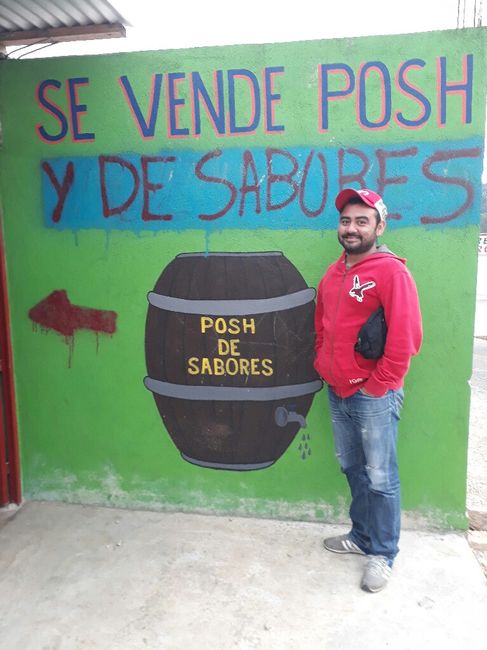 SE VENDE POSH
Y DE SABORES
POSH
DE
SABORES